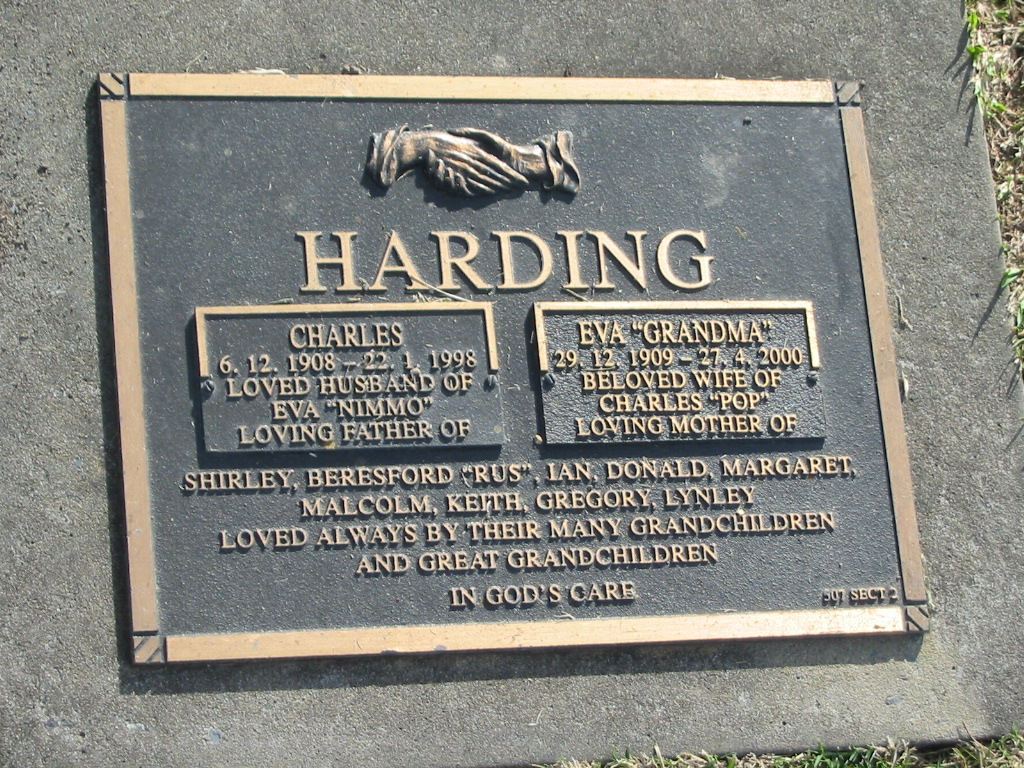 HARDING
CHARLES
6. 12. 1908 – 22. 1. 1998
LOVED HUSBAND OF
EVA "NIMMO"
LOVING FATHER OF
EVA "GRANDMA"
29. 12. 1909 – 27. 4. 2000
BELOVED WIFE OF
CHARLES "POP"
LOVING MOTHER OF
SHIRLEY, BERESFORD "RUS", IAN, DONALD, MARGARET,
MALCOLM, KEITH, GREGORY, LYNLEY
LOVED ALWAYS BY THEIR MANY GRANDCHILDREN
AND GREAT GRANDCHILDREN
IN GOD'S CARE
507 SECT 2